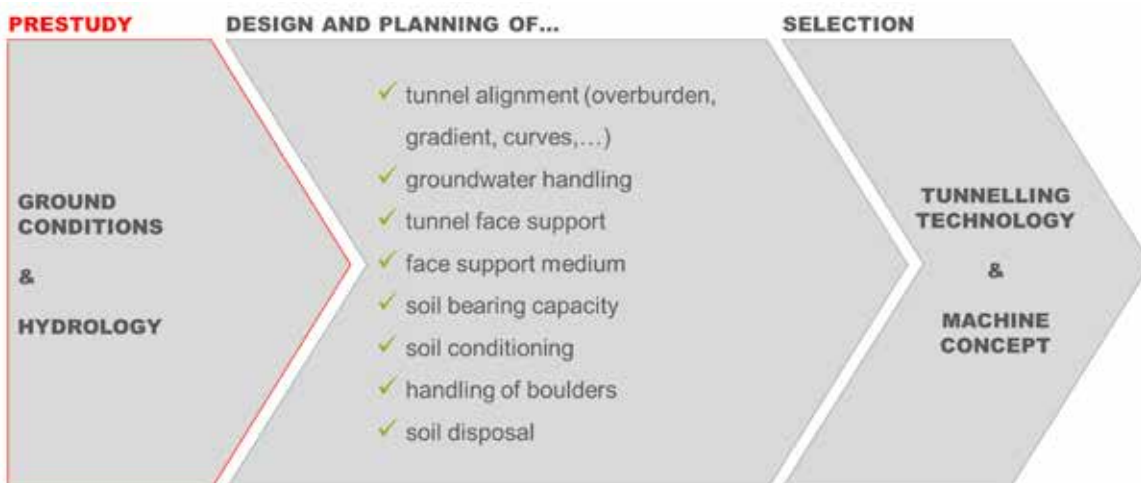 PRESTUDY
DESIGN AND PLANNING OF...
SELECTION
GROUND
CONDITIONS
&
HYDROLOGY
✓ tunnel alignment (overburden,
gradient, curves,...)
✓ groundwater handling
✓ tunnel face support
✓ face support medium
✓ soil bearing capacity
✓ soil conditioning
✓ handling of boulders
✓ soil disposal
TUNNELLING
TECHNOLOGY
&
MACHINE
CONCEPT